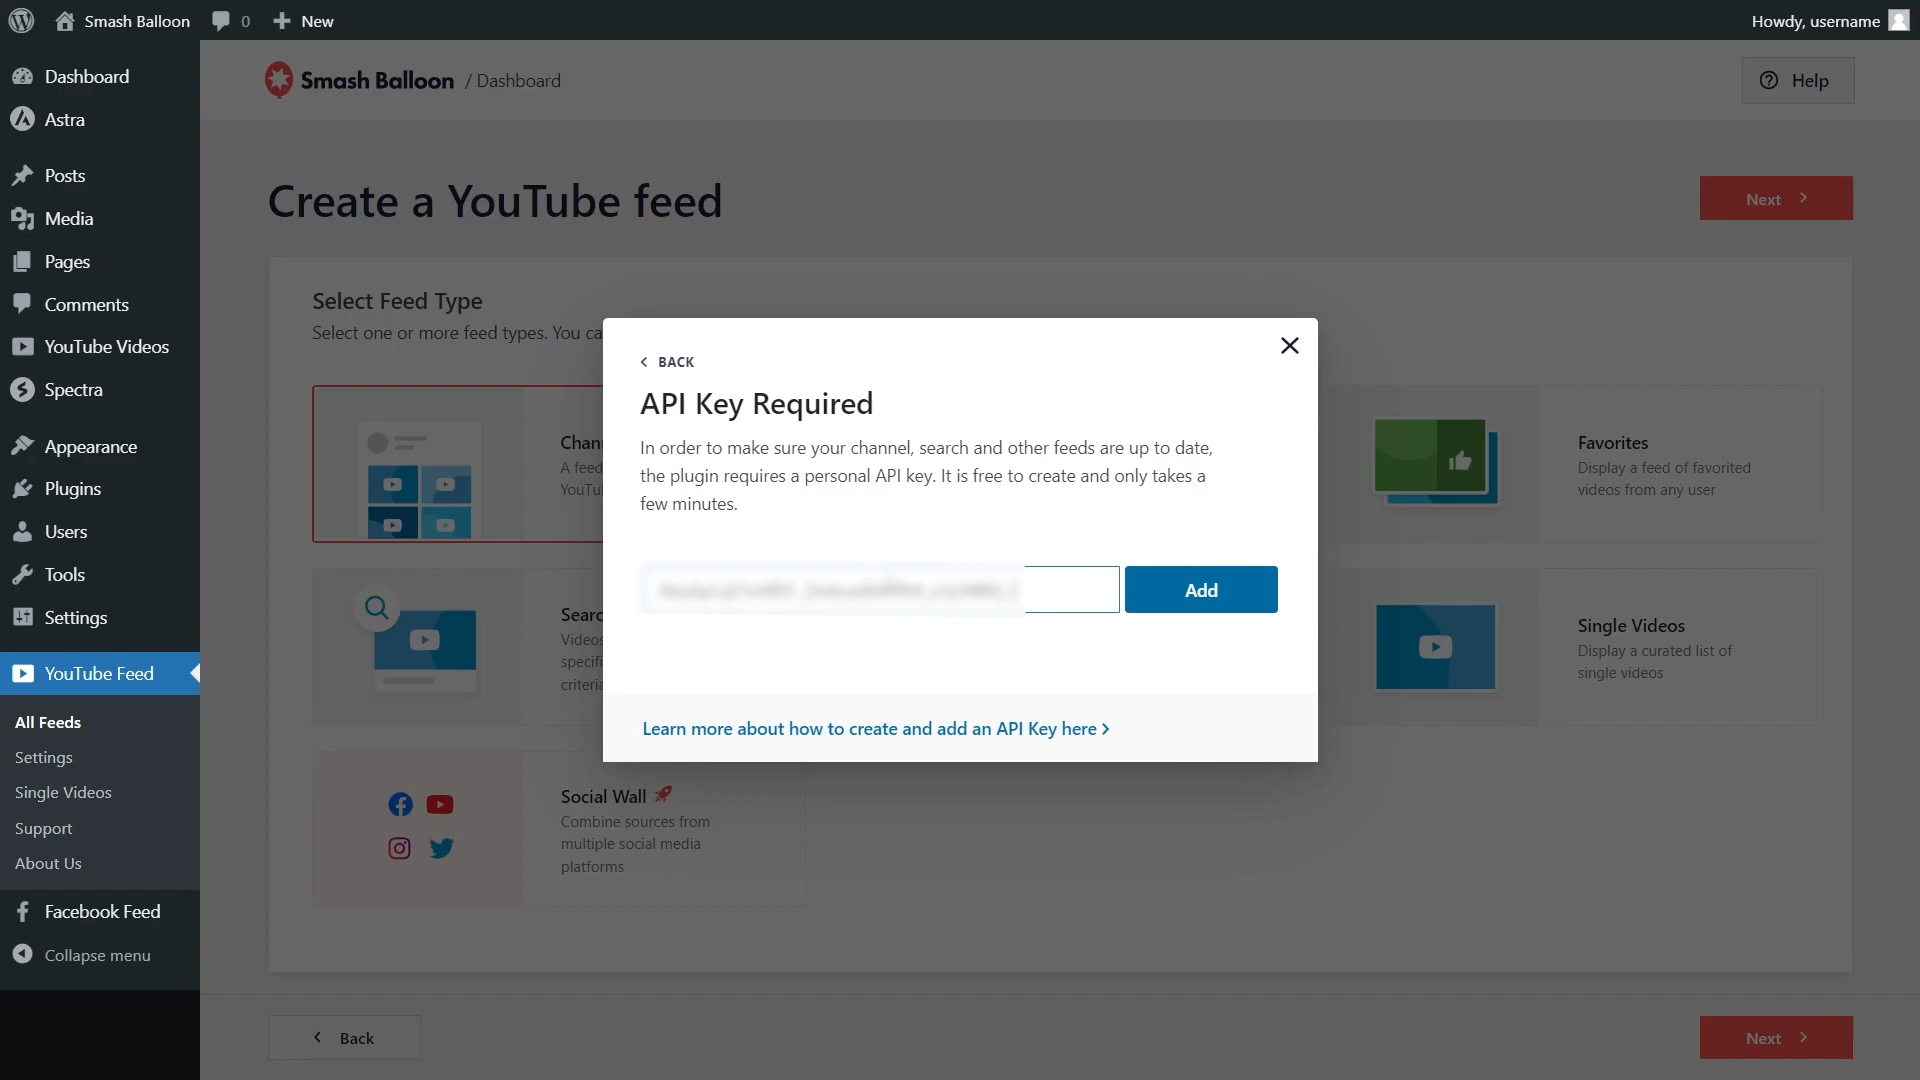 Smash Balloon
0
New
Howdy, username
Dashboard
Astra
Posts
Media
Pages
Comments
YouTube Videos
Spectra
Appearance
Plugins
Users
Tools
Settings
YouTube Feed
All Feeds
Settings
Single Videos
Support
About Us
Facebook Feed
Collapse menu
Smash Balloon / Dashboard
Help
Create a YouTube feed
Next
Select Feed Type
Select one or more feed types. You ca
Chan
A feed
YouTu
Favorites
Display a feed of favorited
videos from any user
Searc
Videos
specifi
criteria
Single Videos
Display a curated list of
single videos
Social Wall
Combine sources from
multiple social media
platforms
BACK
API Key Required
In order to make sure your channel, search and other feeds are up to date,
the plugin requires a personal API key. It is free to create and only takes a
few minutes.
Add
Learn more about how to create and add an API Key here >
Back
Next